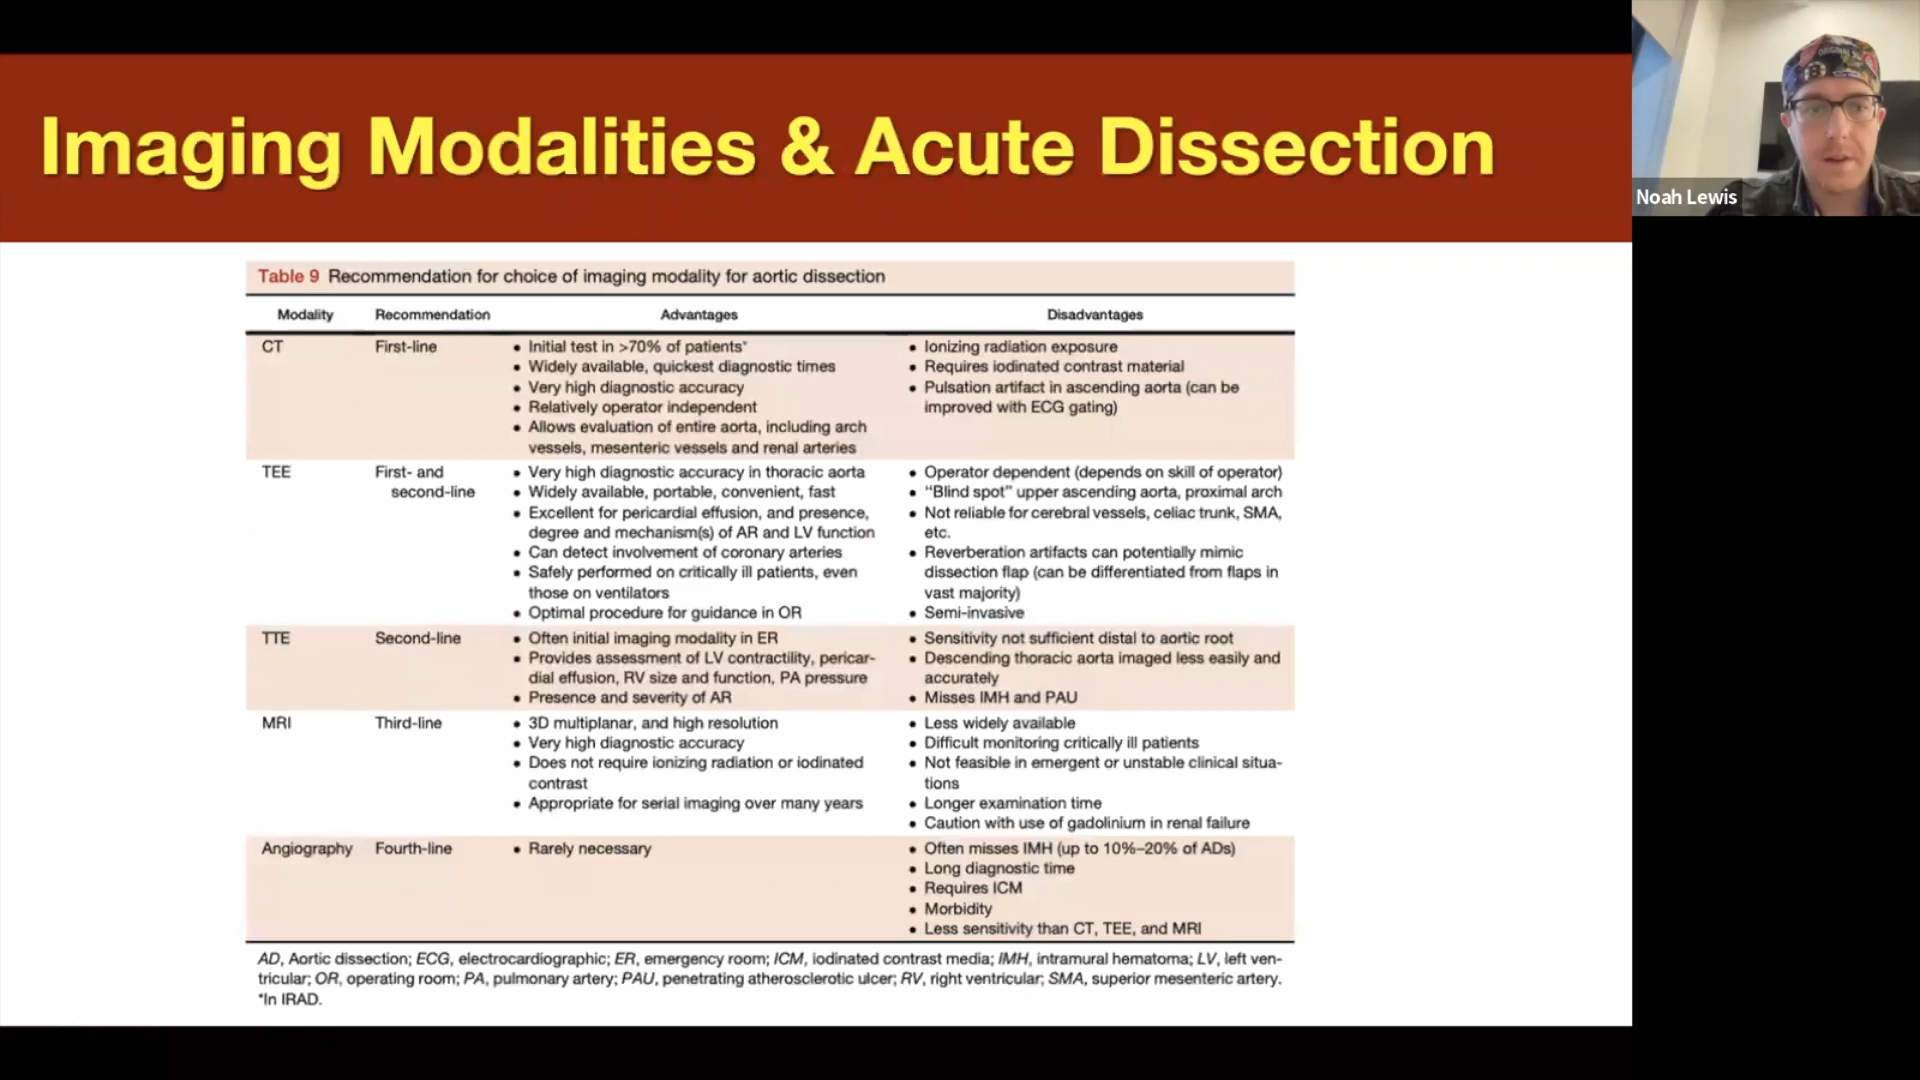 Imaging Modalities & Acute Dissection
Noah Lewis
Table 9 Recommendation for choice of imaging modality for aortic dissection
Modality Recommendation Advantages Disadvantages
CT First-line
• Initial test in >70% of patients*
• Widely available, quickest diagnostic times
• Very high diagnostic accuracy
• Relatively operator independent
• Allows evaluation of entire aorta, including arch
vessels, mesenteric vessels and renal arteries
• Ionizing radiation exposure
• Requires iodinated contrast material
• Pulsation artifact in ascending aorta (can be
improved with ECG gating)
TEE First- and
second-line
• Very high diagnostic accuracy in thoracic aorta
• Widely available, portable, convenient, fast
• Excellent for pericardial effusion, and presence,
degree and mechanism(s) of AR and LV function
• Can detect involvement of coronary arteries
• Safely performed on critically ill patients, even
those on ventilators
• Optimal procedure for guidance in OR
• Operator dependent (depends on skill of operator)
• “Blind spot” upper ascending aorta, proximal arch
• Not reliable for cerebral vessels, celiac trunk, SMA,
etc.
• Reverberation artifacts can potentially mimic
dissection flap (can be differentiated from flaps in
vast majority)
• Semi-invasive
TTE Second-line
• Often initial imaging modality in ER
• Provides assessment of LV contractility, pericar-
dial effusion, RV size and function, PA pressure
• Presence and severity of AR
• Sensitivity not sufficient distal to aortic root
• Descending thoracic aorta imaged less easily and
accurately
• Misses IMH and PAU
MRI Third-line
• 3D multiplanar, and high resolution
• Very high diagnostic accuracy
• Does not require ionizing radiation or iodinated
contrast
• Appropriate for serial imaging over many years
• Less widely available
• Difficult monitoring critically ill patients
• Not feasible in emergent or unstable clinical situa-
tions
• Longer examination time
• Caution with use of gadolinium in renal failure
Angiography Fourth-line
• Rarely necessary
• Often misses IMH (up to 10%–20% of ADs)
• Long diagnostic time
• Requires ICM
• Morbidity
• Less sensitivity than CT, TEE, and MRI
AD, Aortic dissection; ECG, electrocardiographic; ER, emergency room; ICM, iodinated contrast media; IMH, intramural hematoma; LV, left ven-
tricular; OR, operating room; PA, pulmonary artery; PAU, penetrating atherosclerotic ulcer; RV, right ventricular; SMA, superior mesenteric artery.
*In IRAD.